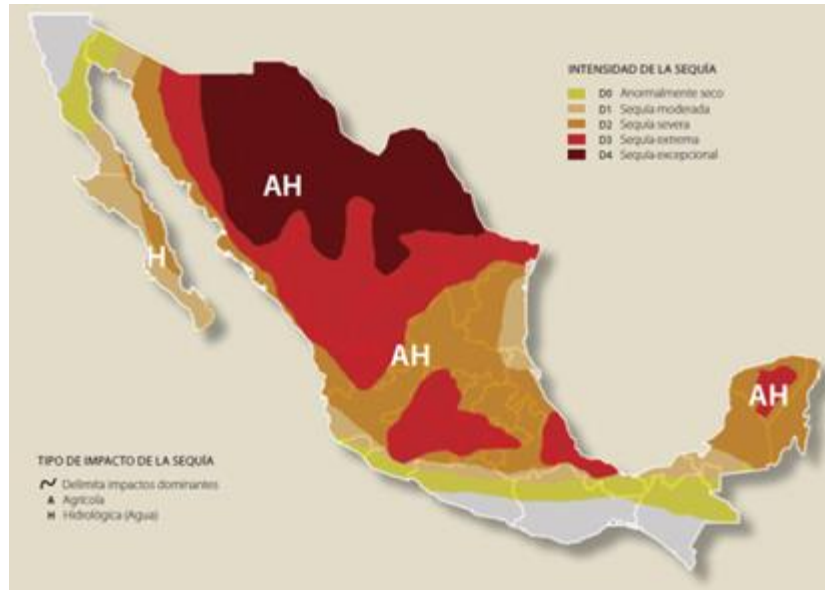 INTENSIDAD DE LA SEQUÍA
D0 Anormalmente seco
D1 Sequía moderada
D2 Sequía severa
D3 Sequía extrema
D4 Sequía excepcional
AH
H
AH
AH
TIPO DE IMPACTO DE LA SEQUÍA
Delimita impactos dominantes
A Agrícola
H Hidrológica (Agua)